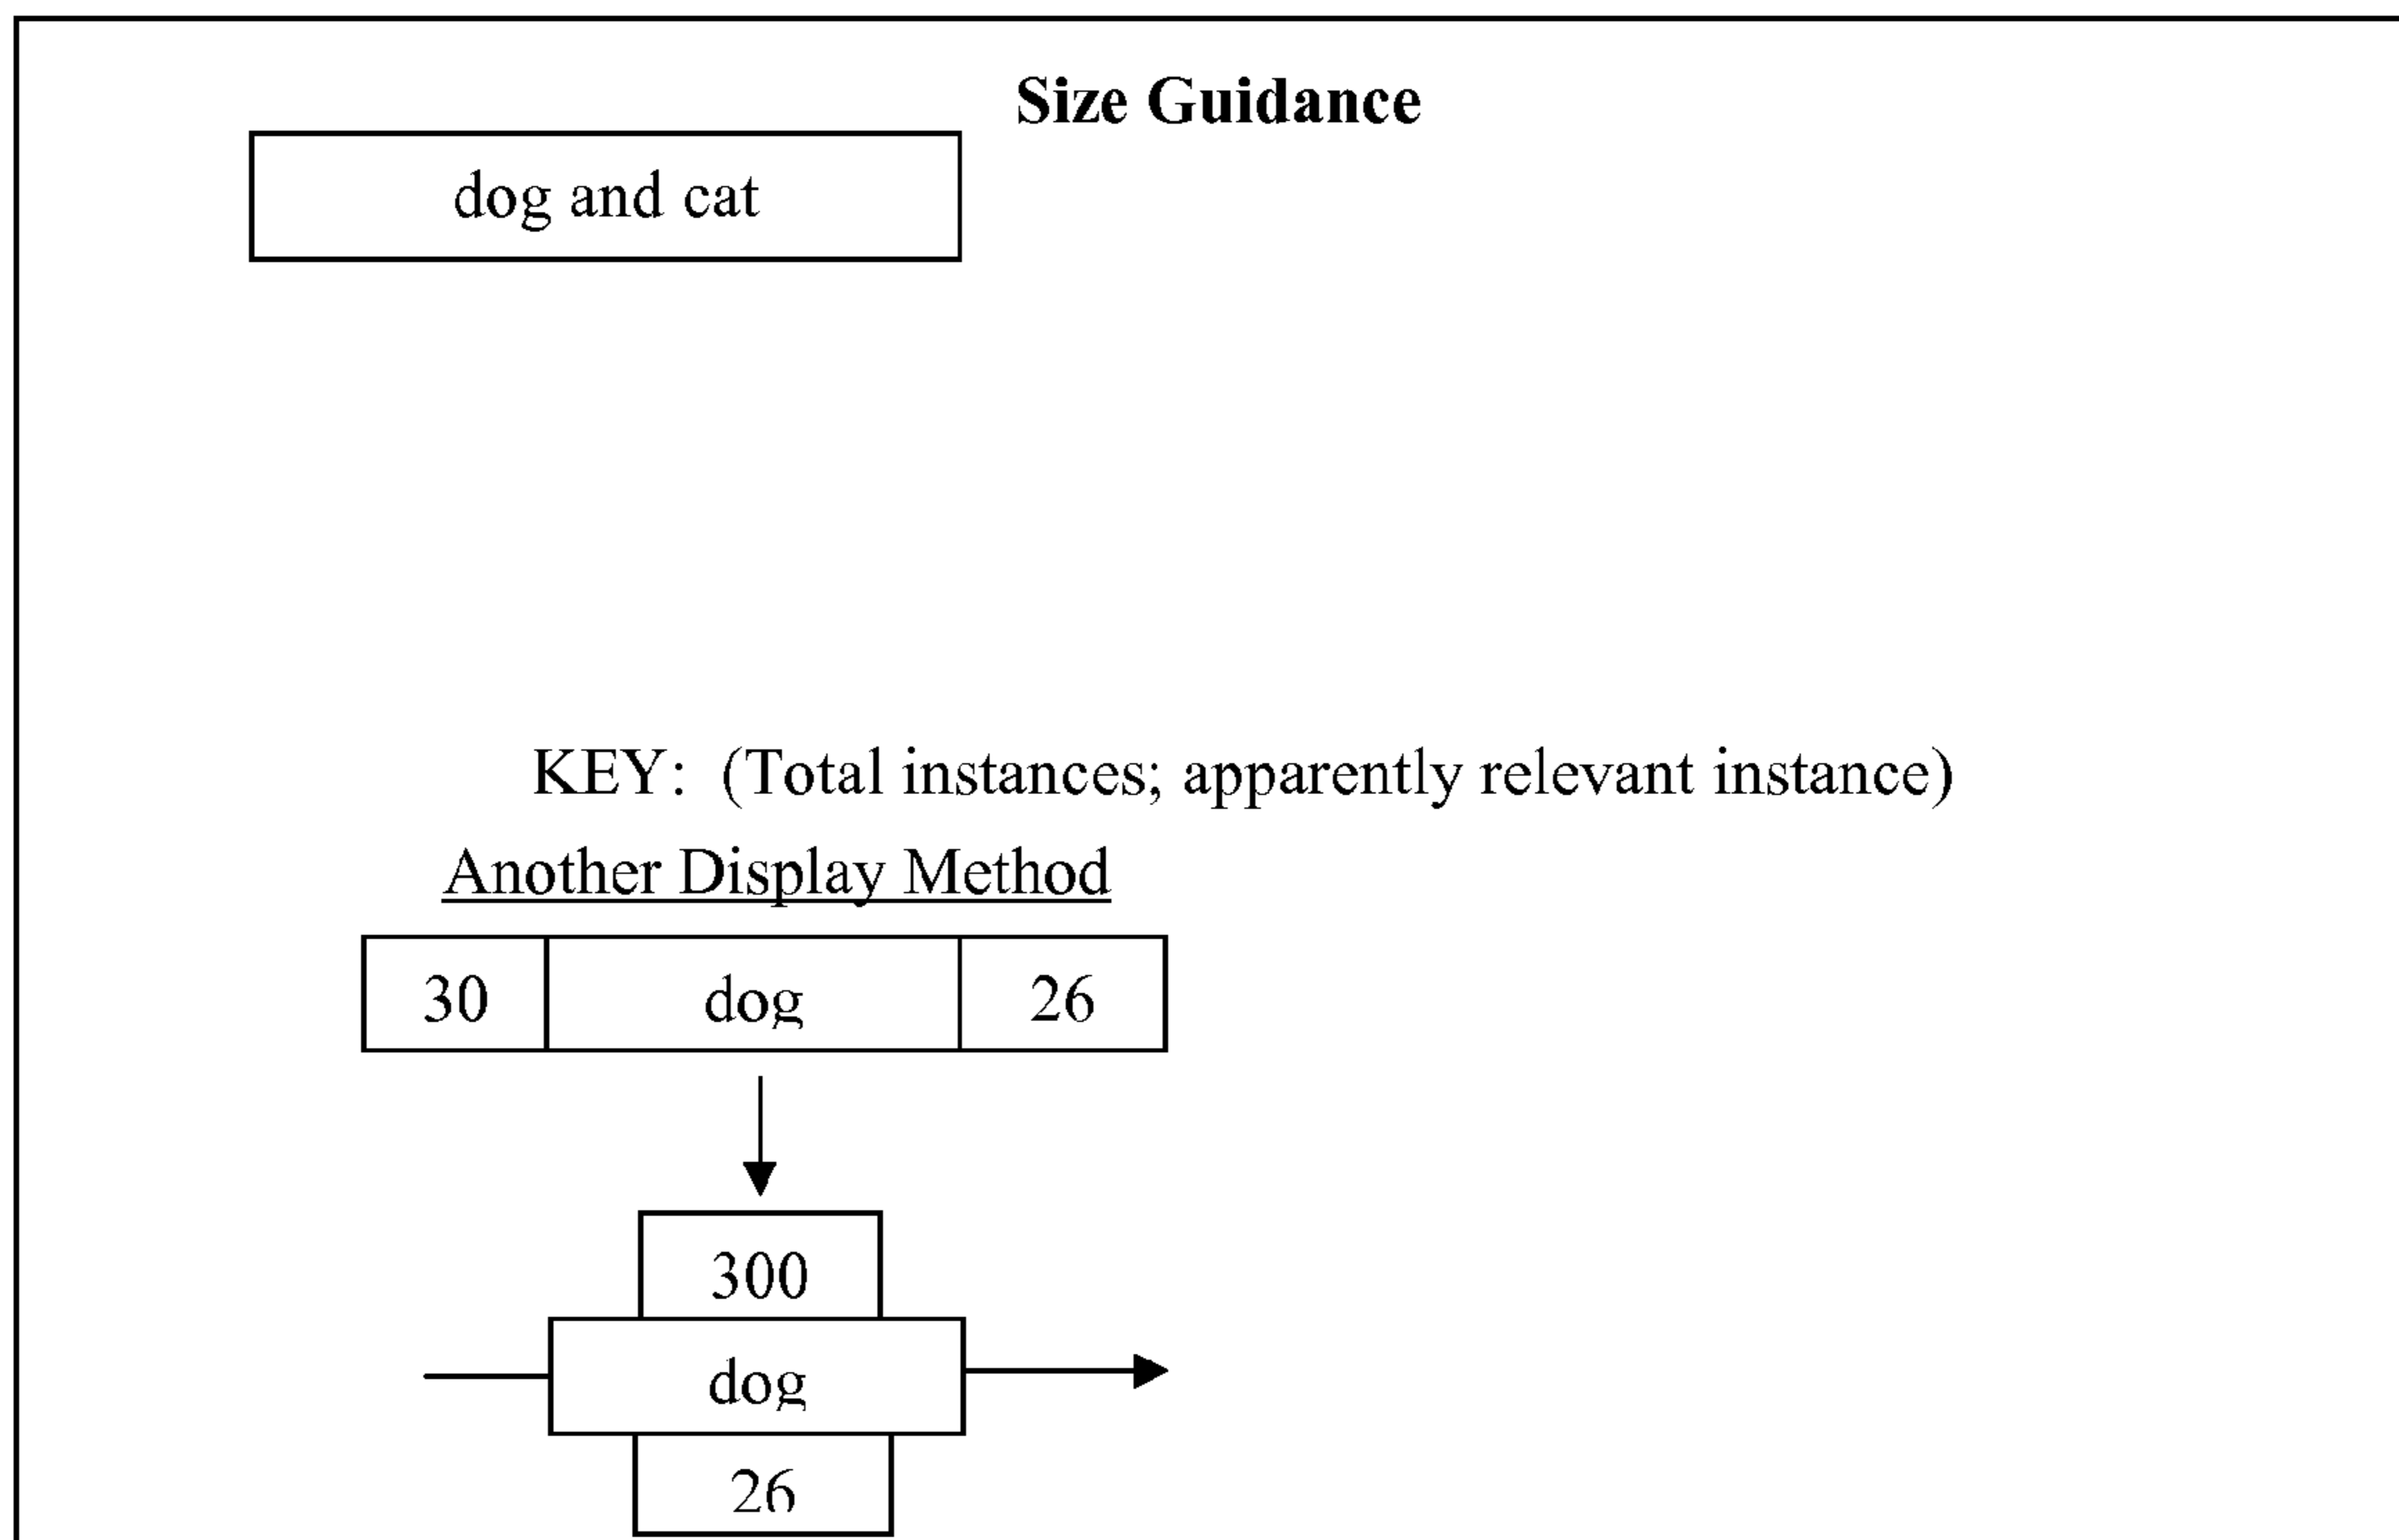 Size Guidance
dog and cat
KEY: (Total instances; apparently relevant instance)
Another Display Method
30 dog 26
300
dog
26